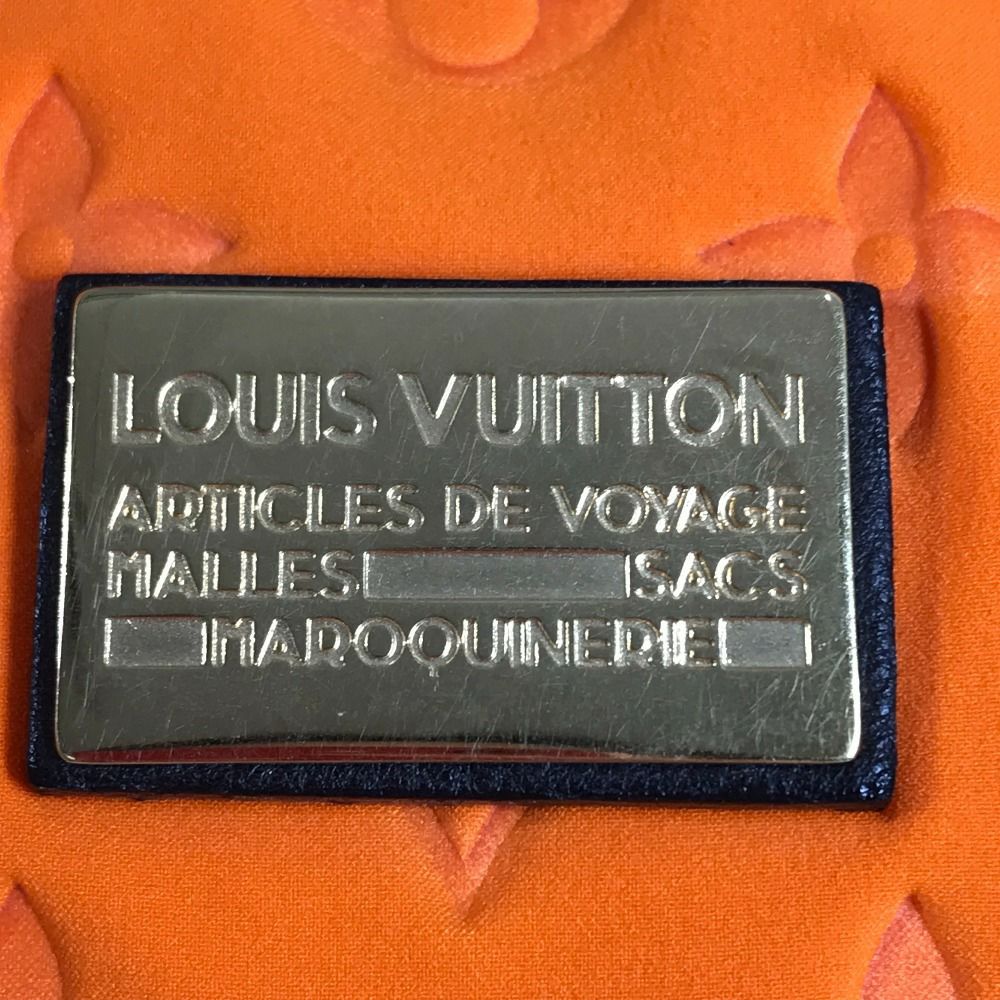 LOUIS VUITTON
ARTICLES DE VOYAGE
MALLES SACS
MAROQUINERIE